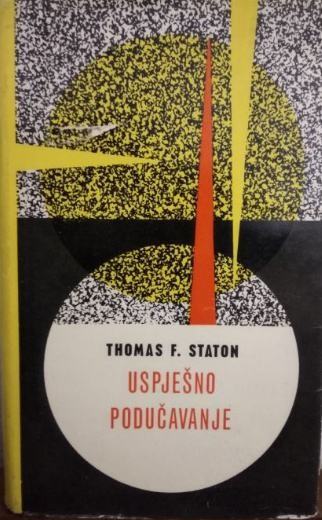 THOMAS F. STATON
USPJEŠNO
PODUČAVANJE